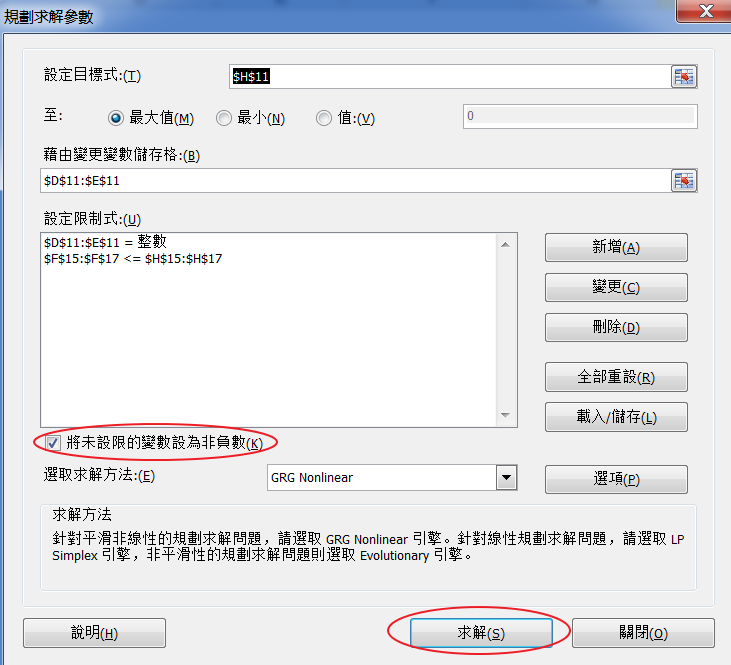 規劃求解參數
設定目標式:(T)
$H$11
至:
最大值(M)
最小(N)
值:(V)
0
藉由變更變數儲存格:(B)
$D$11:$E$11
設定限制式:(U)
$D$11:$E$11 = 整數
$F$15:$F$17 <= $H$15:$H$17
新增(A)
變更(C)
刪除(D)
全部重設(R)
載入/儲存(L)
將未設限的變數設為非負數(K)
選取求解方法:(E)
GRG Nonlinear
選項(P)
求解方法
針對平滑非線性的規劃求解問題，請選取 GRG Nonlinear 引擎。針對線性規劃求解問題，請選取 LP
Simplex 引擎，非平滑性的規劃求解問題則選取 Evolutionary 引擎。
說明(H)
求解(S)
關閉(O)